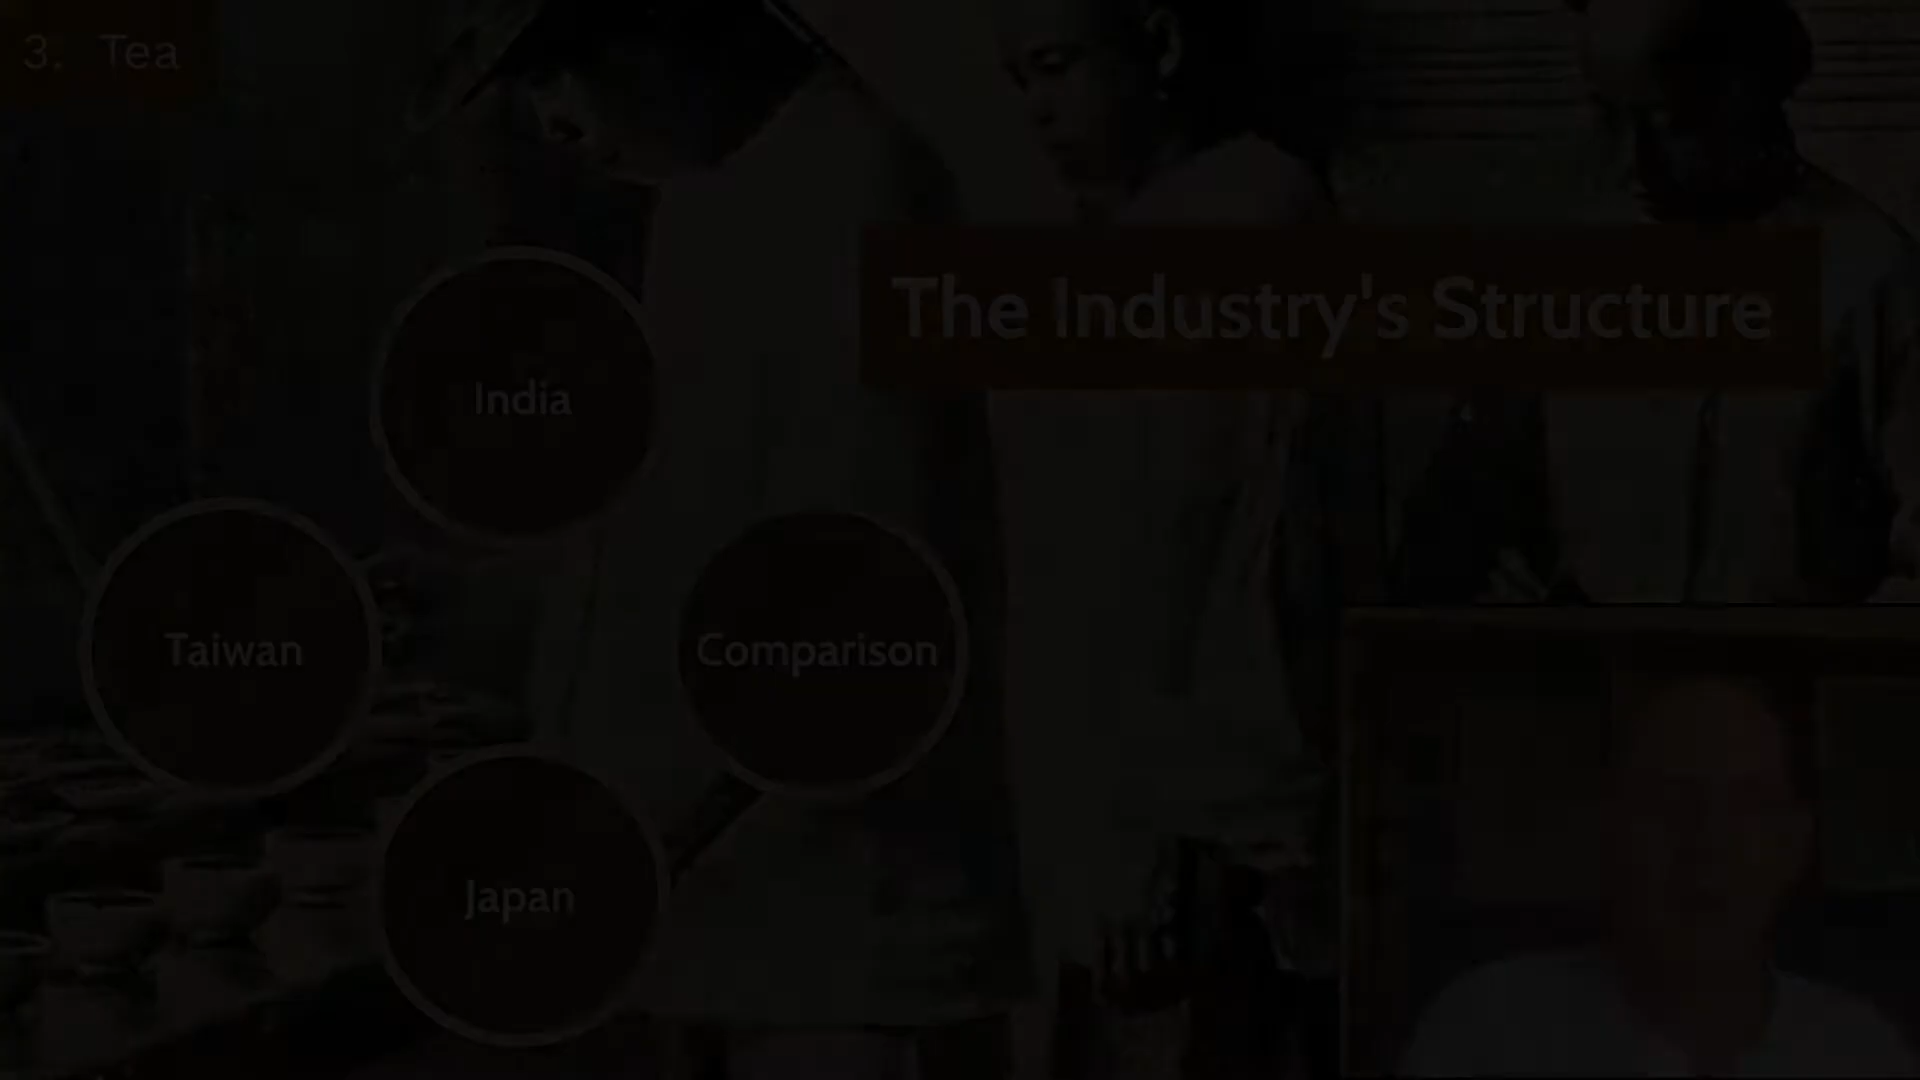 3. Tea
The Industry's Structure
India
Taiwan
Comparison
Japan